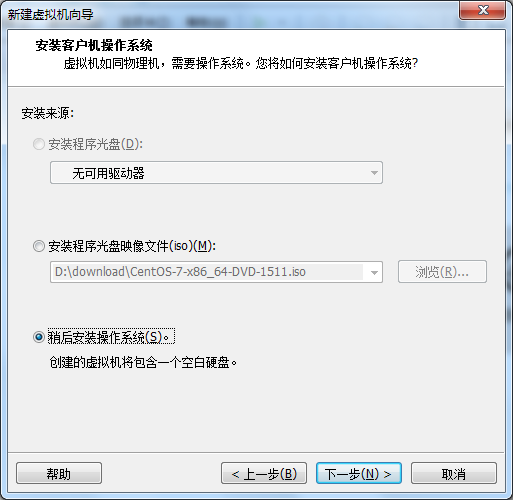 新建虚拟机向导
安装客户机操作系统
虚拟机如同物理机，需要操作系统。您将如何安装客户机操作系统?
安装来源:
安装程序光盘(D):
无可用驱动器
安装程序光盘映像文件(iso)(M):
D:\download\CentOS-7-x86_64-DVD-1511.iso
浏览(R)...
稍后安装操作系统(S)。
创建的虚拟机将包含一个空白硬盘。
帮助
< 上一步(B)
下一步(N) >
取消